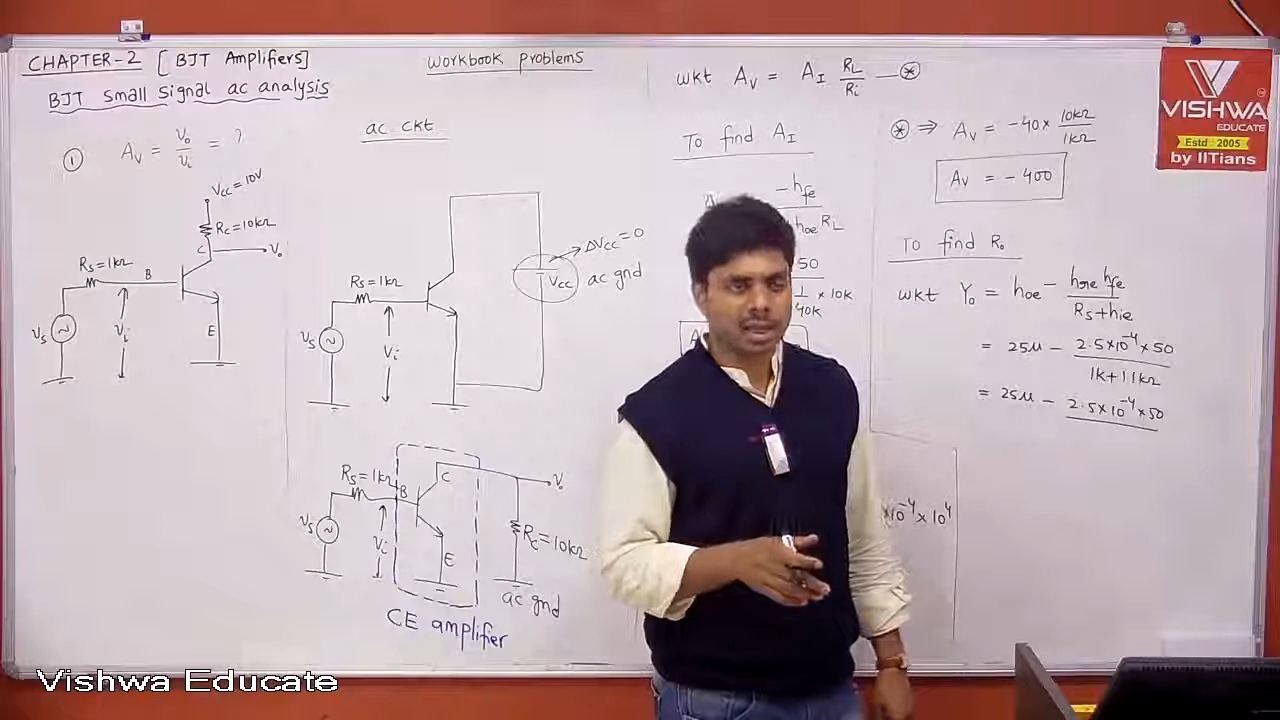 CHAPTER-2 [BJT Amplifiers]
BJT small signal ac analysis
① Av = Vo/Vi = ?
Vcc = 10V
Rc = 10kΩ
C
Vo
Rs = 1kΩ
B
Vs
Vi
E
Workbook problems
ac ckt
Rs = 1kΩ
Vs
Vi
Vcc
ΔVcc = 0
ac gnd
Rs = 1kΩ
B
C
Vo
Vs
Vi
E
Rc = 10kΩ
ac gnd
CE amplifier
wkt Av = AI RL/Ri —⊛
To find AI
-hfe
hoe RL
50
1/40K × 10k
×10⁻⁴ × 10⁴
⊛ ⇒ Av = -40 × 10kΩ/1kΩ
Av = -400
To find Ro
wkt Yo = hoe - hre hfe/Rs+hie
= 25μ - 2.5×10⁻⁴ × 50
= 25μ - 2.5×10⁻⁴ × 50
VISHWA
EDUCATE
Estd 2005
by IITians
Vishwa Educate